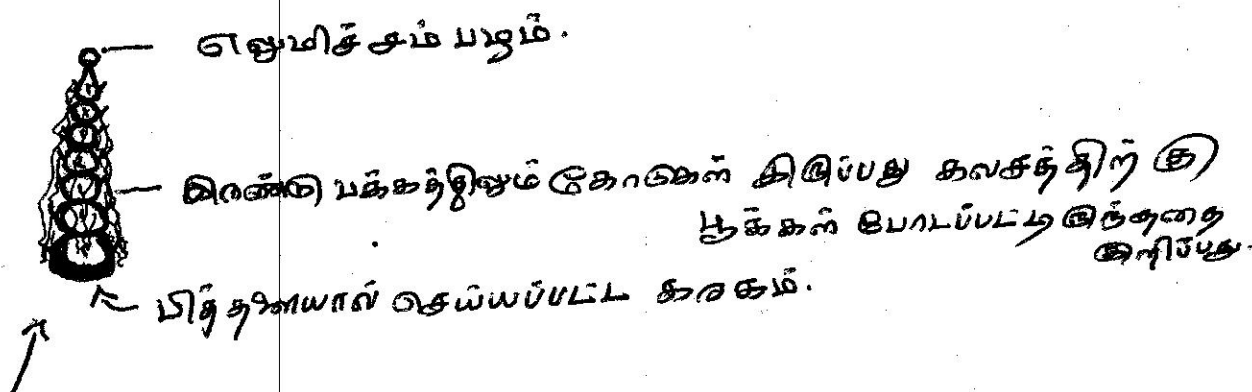 எலுமிச்சம் பழம்.
இரண்டு பக்கத்திலும் கோடுகள் இருப்பது கலசத்திற்கு
பூக்கள் போடப்பட்டிருந்ததை
குறிப்பது.
பித்தளையால் செய்யப்பட்ட கரகம்.